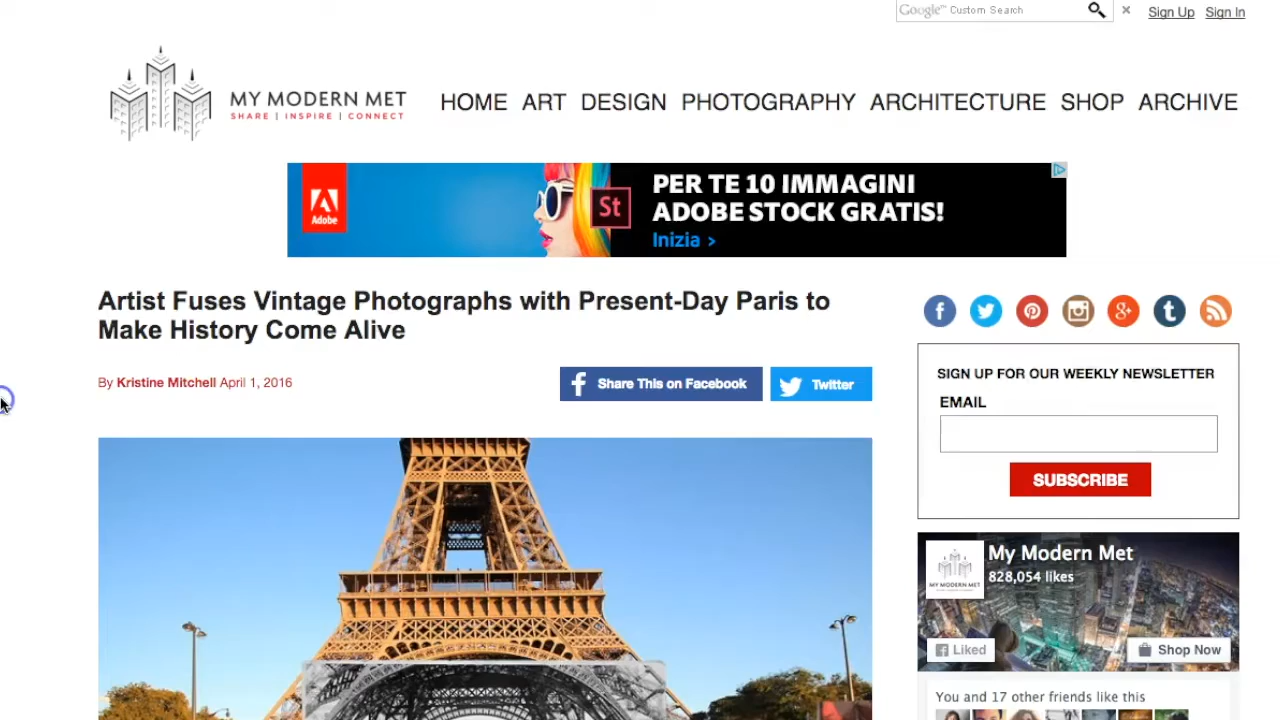 Google™ Custom Search
× Sign Up Sign In
MY MODERN MET
SHARE | INSPIRE | CONNECT
HOME ART DESIGN PHOTOGRAPHY ARCHITECTURE SHOP ARCHIVE
Adobe
St
PER TE 10 IMMAGINI
ADOBE STOCK GRATIS!
Inizia >
Artist Fuses Vintage Photographs with Present-Day Paris to
Make History Come Alive
By Kristine Mitchell April 1, 2016
f Share This on Facebook
Twitter
f
g+
t
SIGN UP FOR OUR WEEKLY NEWSLETTER
EMAIL
SUBSCRIBE
MY MODERN MET
My Modern Met
828,054 likes
f Liked
Shop Now
You and 17 other friends like this